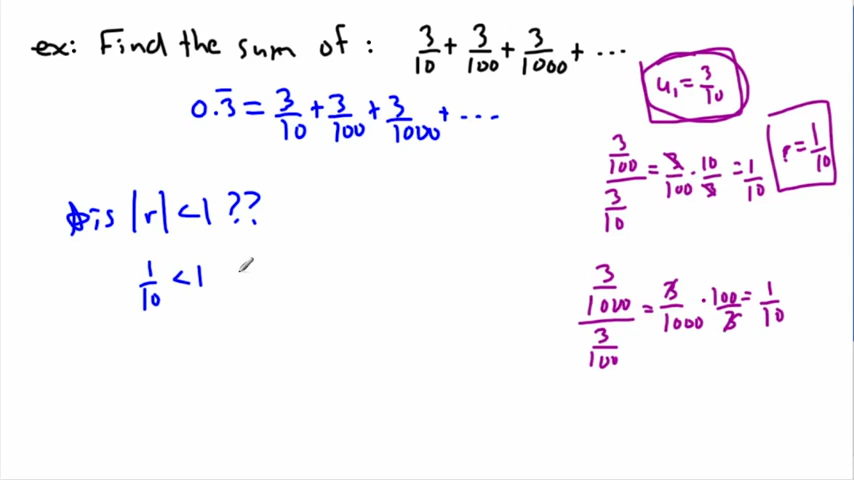 ex: Find the sum of: 3/10 + 3/100 + 3/1000 + ...
0.3̅ = 3/10 + 3/100 + 3/1000 + ...
u₁ = 3/10
(3/100)/(3/10) = 3/100 · 10/3 = 1/10
r = 1/10
is |r| < 1 ??
1/10 < 1
(3/1000)/(3/100) = 3/1000 · 100/3 = 1/10